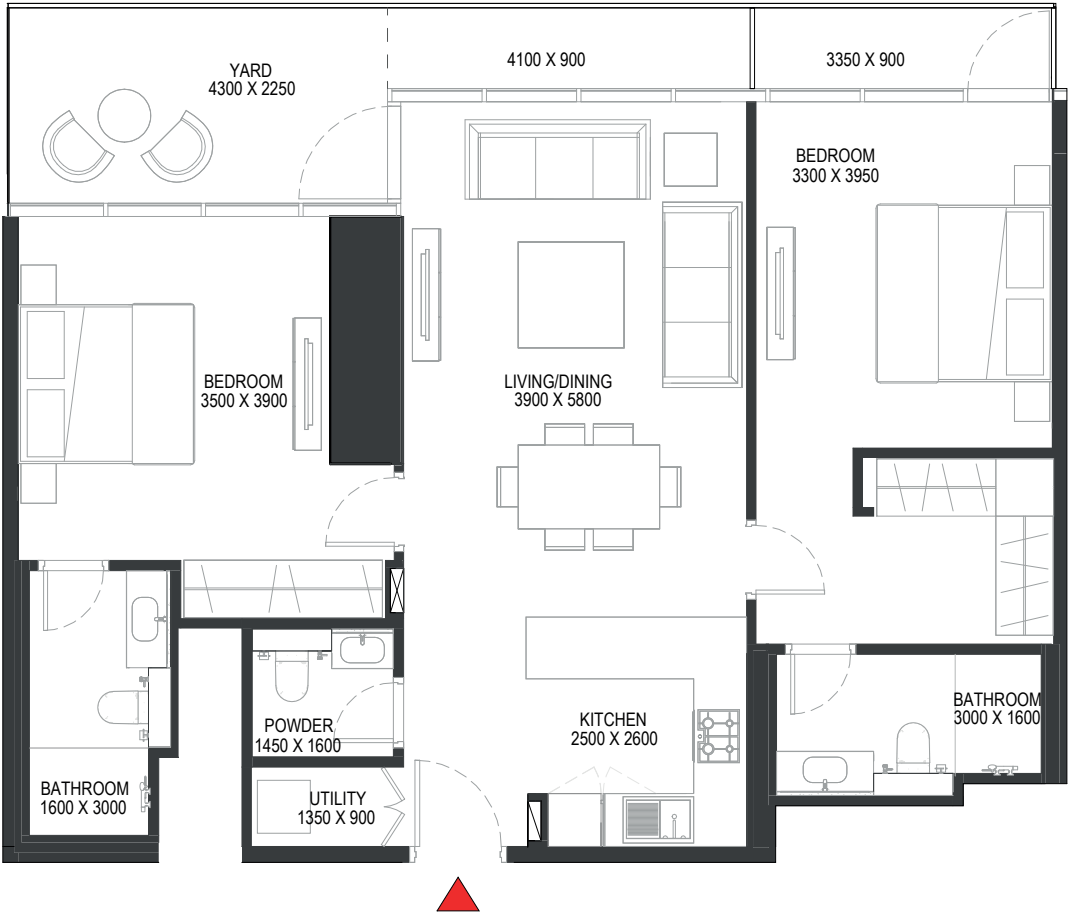 YARD
4300 X 2250
4100 X 900
3350 X 900
BEDROOM
3300 X 3950
BEDROOM
3500 X 3900
LIVING/DINING
3900 X 5800
BATHROOM
3000 X 1600
KITCHEN
2500 X 2600
POWDER
1450 X 1600
BATHROOM
1600 X 3000
UTILITY
1350 X 900